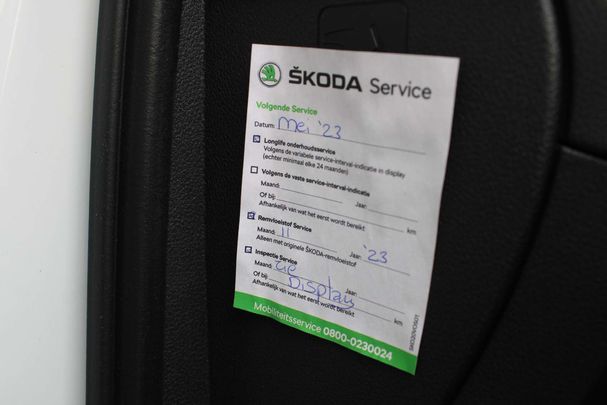 ŠKODA Service
Volgende Service
Datum: Mei '23
Longlife onderhoudsservice
Volgens de variabele service-interval-indicatie in display
(echter minimaal elke 24 maanden)
Volgens de vaste service-interval-indicatie
Maand: Jaar:
Of bij: km
Afhankelijk van wat het eerst wordt bereikt
Remvloeistof Service
Maand: 11 Jaar: '23
Alleen met originele ŠKODA-remvloeistof
Inspectie Service
Maand: zie Jaar:
Of bij: DISPLAY km
Afhankelijk van wat het eerst wordt bereikt
Mobiliteitsservice 0800-0230024